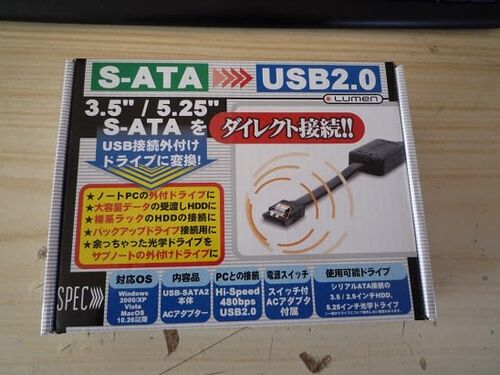 S-ATA
USB2.0
LUMEN
3.5" / 5.25"
S-ATA を
ダイレクト接続!!
USB接続外付け
ドライブに変換!
★ノートPCの外付ドライブに
★大容量データの受渡しHDDに
★裸系ラックのHDDの接続に
★バックアップドライブ接続用に
★余っちゃった光学ドライブを
サブノートの外付けドライブに
SPEC
対応OS
Windows
2000/XP
Vista
MacOS
10.26以降
内容品
USB-SATA2
本体
ACアダプター
PCとの接続
Hi-Speed
480bps
USB2.0
電源スイッチ
スイッチ付
ACアダプタ
付属
使用可能ドライブ
シリアルATA接続の
3.5 / 2.5インチHDD,
5.25インチ光学ドライブ